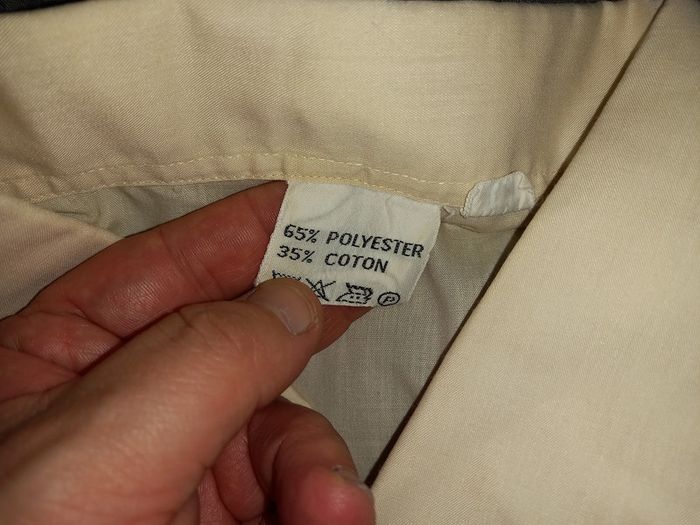 65% POLYESTER
35% COTON
P